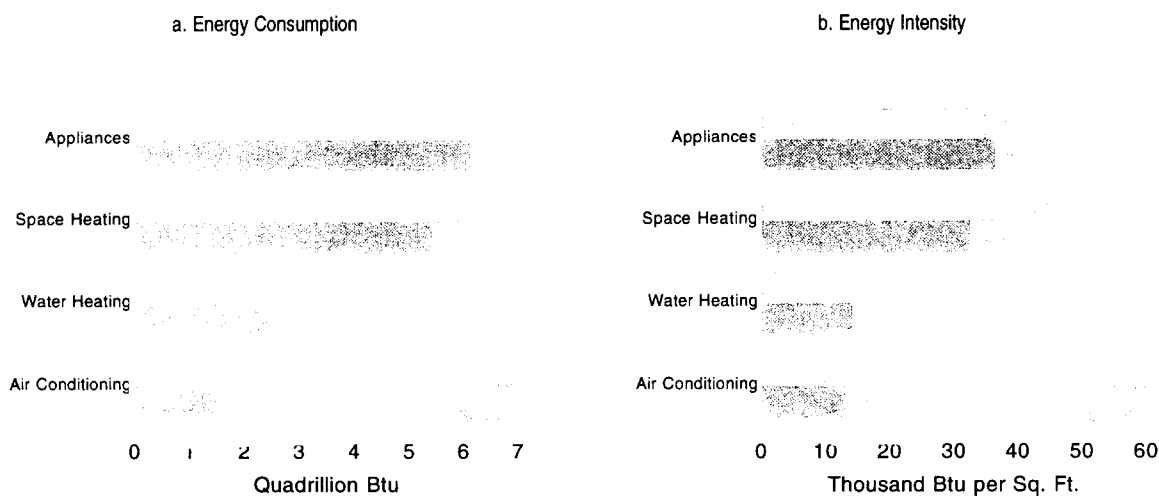 a. Energy Consumption
Appliances
Space Heating
Water Heating
Air Conditioning
0 1 2 3 4 5 6 7
Quadrillion Btu
b. Energy Intensity
Appliances
Space Heating
Water Heating
Air Conditioning
0 10 20 30 40 50 60
Thousand Btu per Sq. Ft.